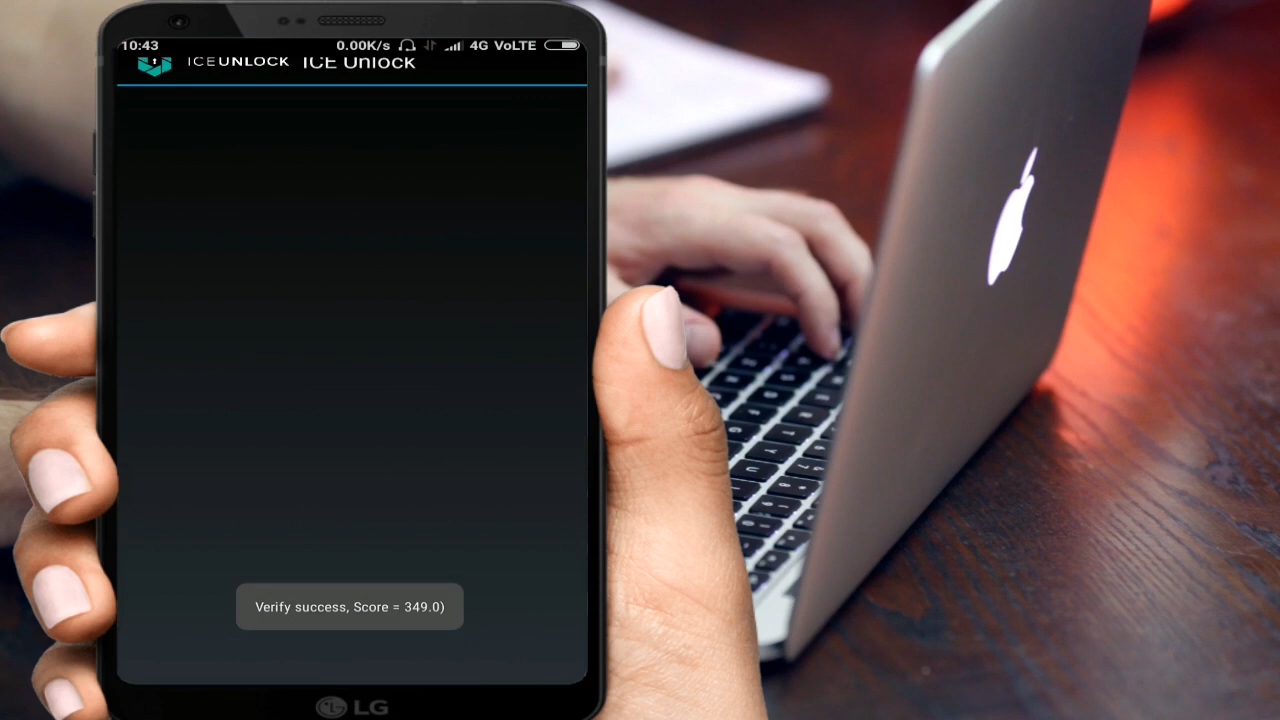 10:43 0.00K/s 4G VoLTE
ICEUNLOCK ICE Unlock
Verify success, Score = 349.0)
LG